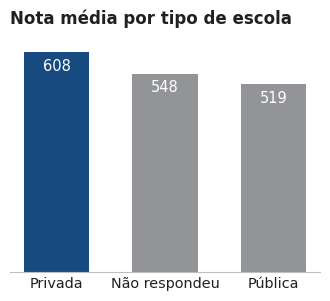 Nota média por tipo de escola
608
548
519
Privada
Não respondeu
Pública